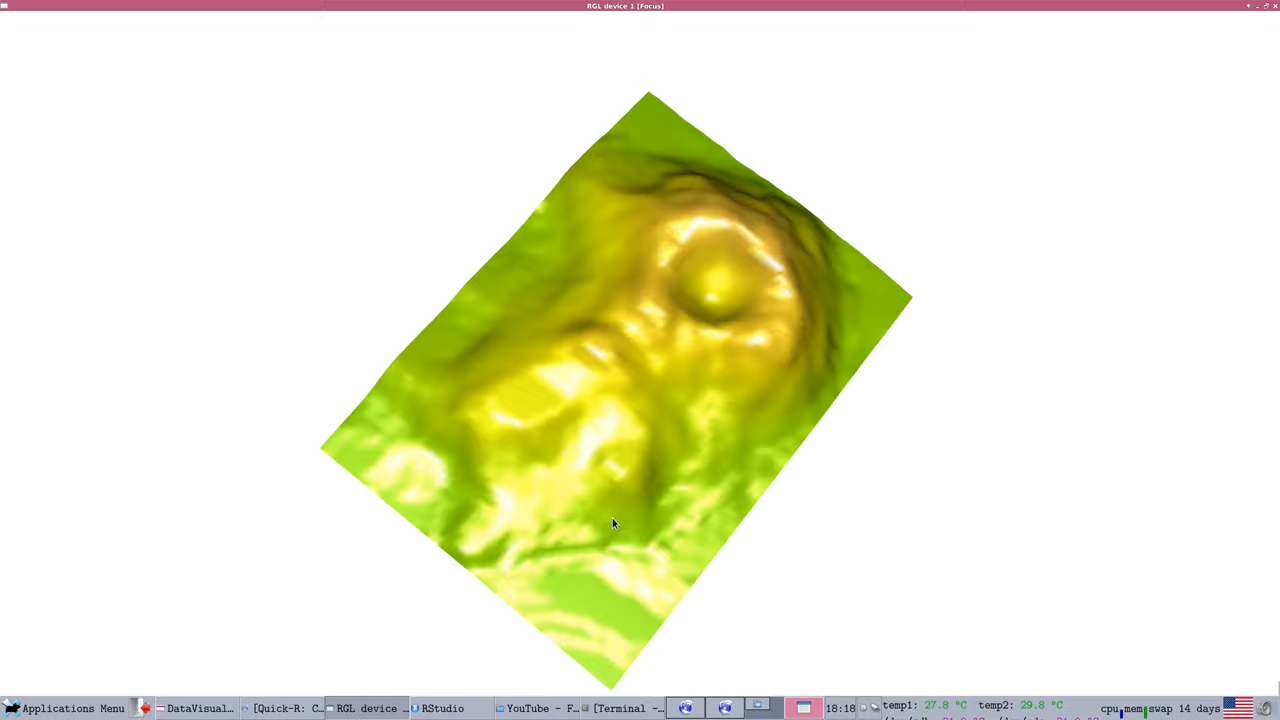 RGL device 1 [Focus]
Applications Menu
DataVisual...
[Quick-R: C...
RGL device ...
RStudio
YouTube - F...
[Terminal -...
18:18
temp1: 27.8 °C temp2: 29.8 °C
cpu mem swap 14 days